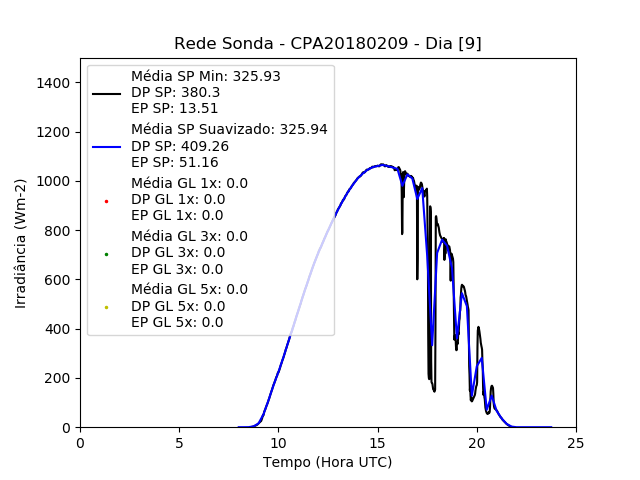 Rede Sonda - CPA20180209 - Dia [9]
Média SP Min: 325.93
DP SP: 380.3
EP SP: 13.51
Média SP Suavizado: 325.94
DP SP: 409.26
EP SP: 51.16
Média GL 1x: 0.0
DP GL 1x: 0.0
EP GL 1x: 0.0
Média GL 3x: 0.0
DP GL 3x: 0.0
EP GL 3x: 0.0
Média GL 5x: 0.0
DP GL 5x: 0.0
EP GL 5x: 0.0
Irradiância (Wm-2)
1400
1200
1000
800
600
400
200
0
0 5 10 15 20 25
Tempo (Hora UTC)